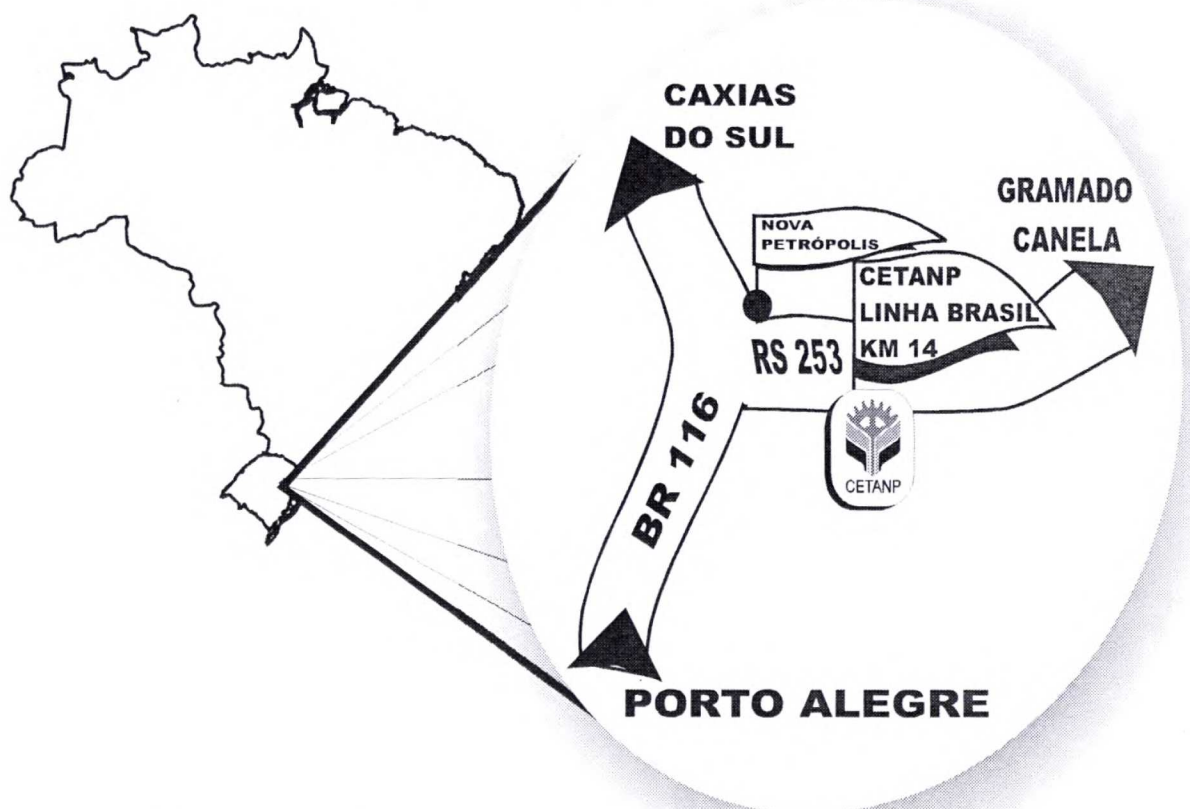 CAXIAS
DO SUL
GRAMADO
CANELA
NOVA
PETRÓPOLIS
CETANP
LINHA BRASIL
KM 14
RS 253
BR 116
CETANP
PORTO ALEGRE